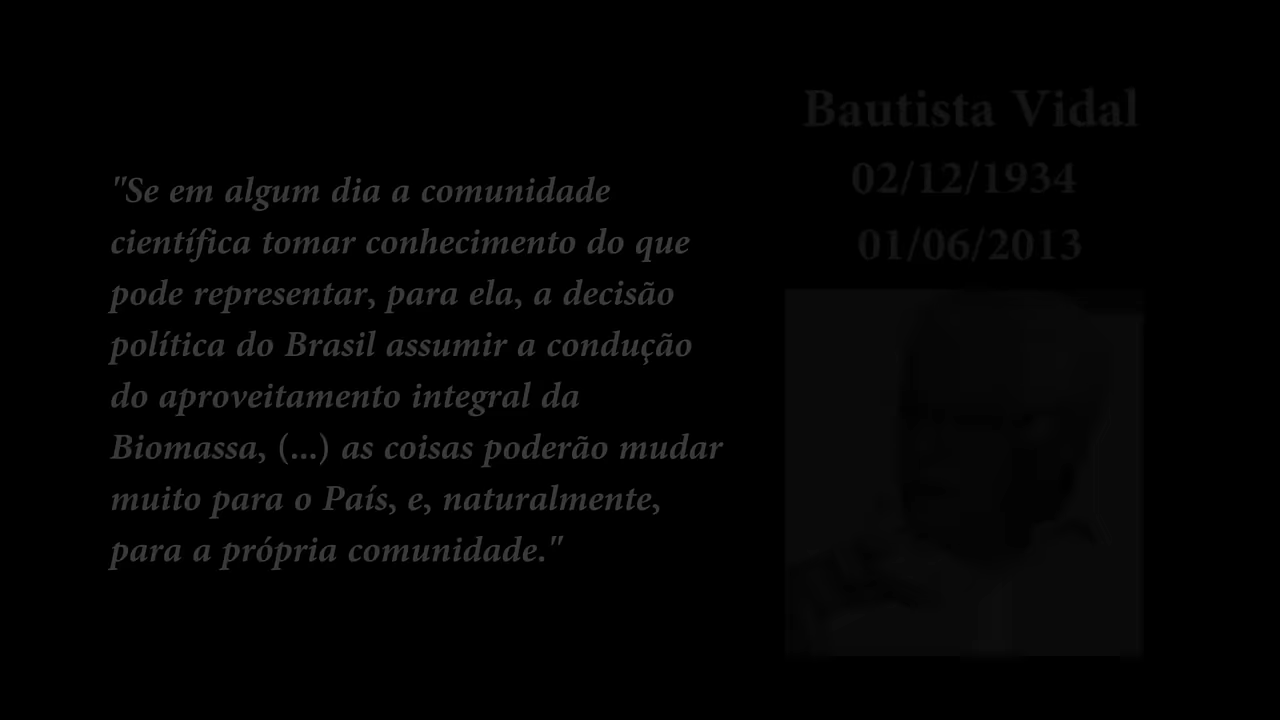 "Se em algum dia a comunidade
científica tomar conhecimento do que
pode representar, para ela, a decisão
política do Brasil assumir a condução
do aproveitamento integral da
Biomassa, (...) as coisas poderão mudar
muito para o País, e, naturalmente,
para a própria comunidade."
Bautista Vidal
02/12/1934
01/06/2013